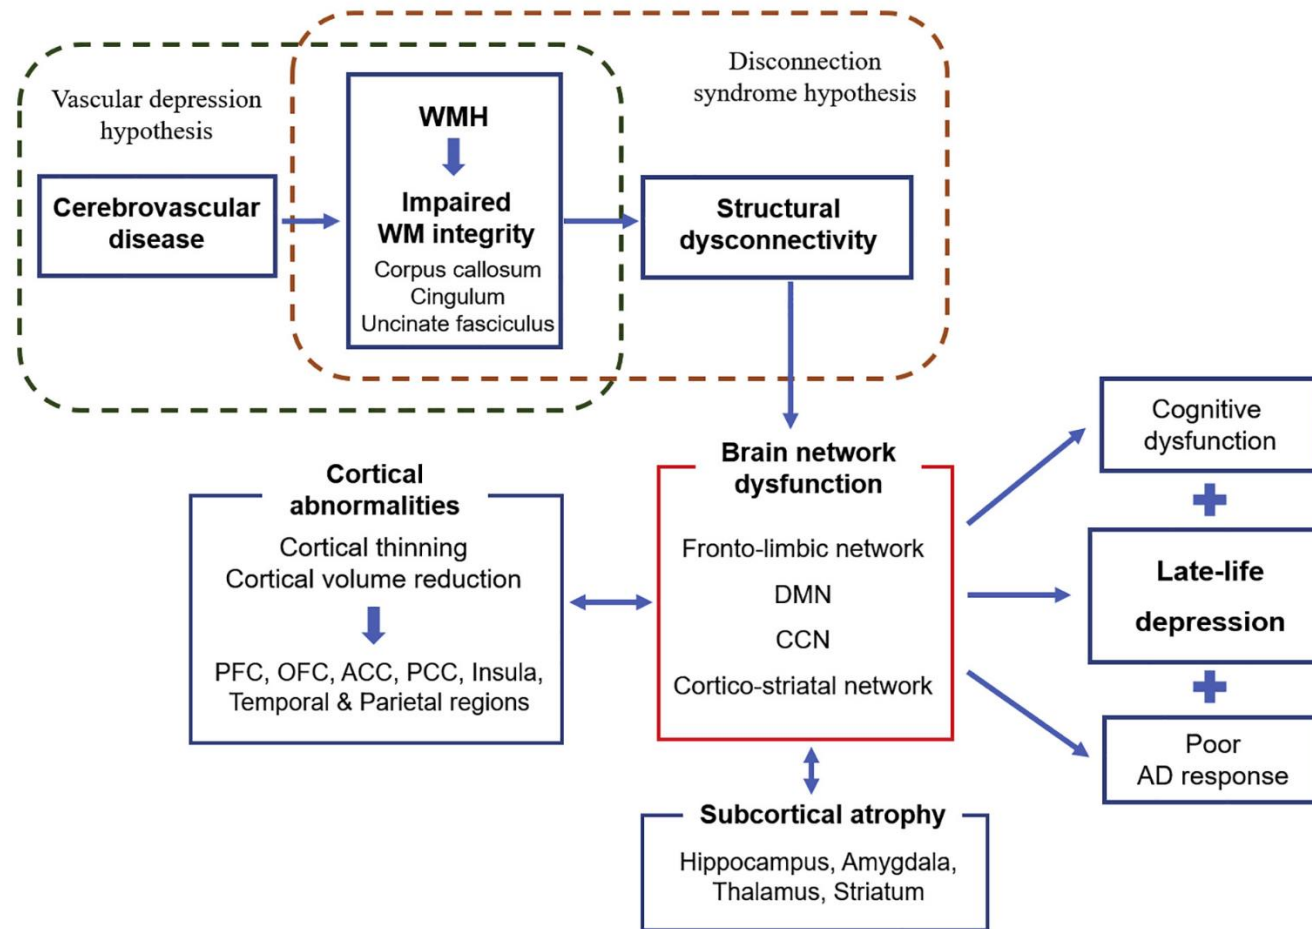 Vascular depression
hypothesis
Disconnection
syndrome hypothesis
WMH
Impaired
WM integrity
Corpus callosum
Cingulum
Uncinate fasciculus
Cerebrovascular
disease
Structural
dysconnectivity
Cortical
abnormalities
Cortical thinning
Cortical volume reduction
PFC, OFC, ACC, PCC, Insula,
Temporal & Parietal regions
Brain network
dysfunction
Fronto-limbic network
DMN
CCN
Cortico-striatal network
Subcortical atrophy
Hippocampus, Amygdala,
Thalamus, Striatum
Cognitive
dysfunction
Late-life
depression
Poor
AD response